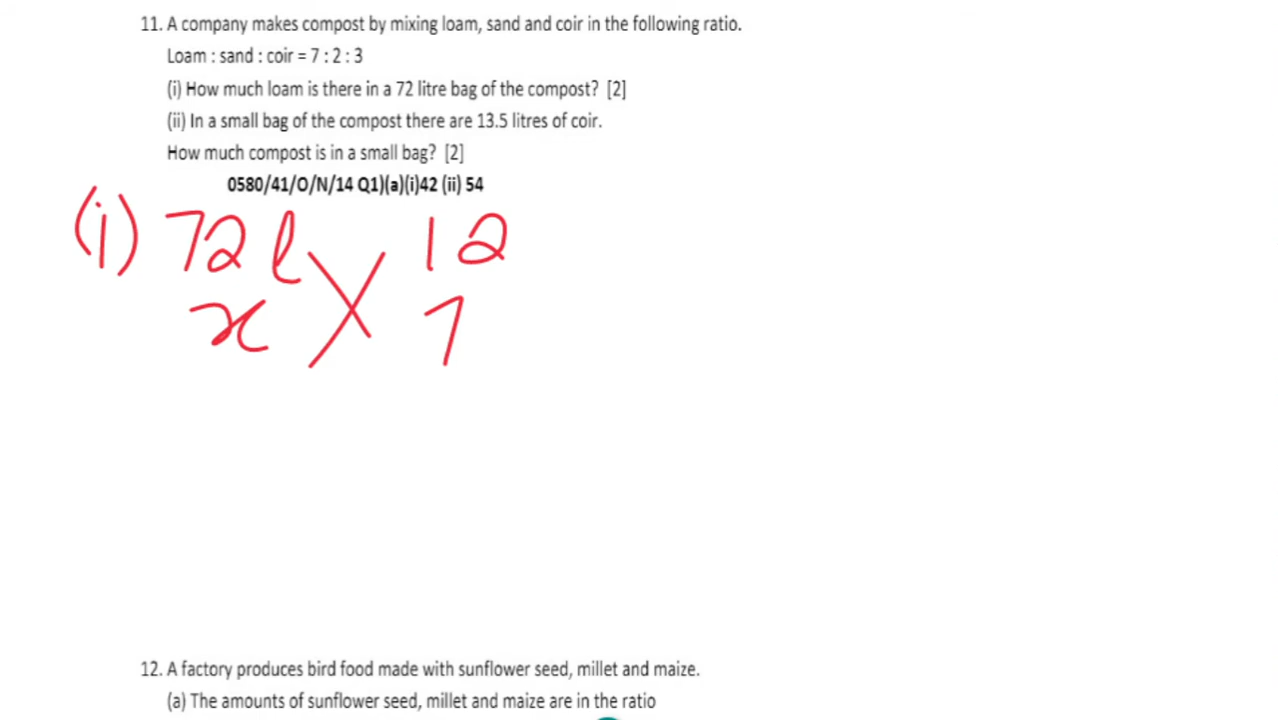 11. A company makes compost by mixing loam, sand and coir in the following ratio.
Loam : sand : coir = 7 : 2 : 3
(i) How much loam is there in a 72 litre bag of the compost? [2]
(ii) In a small bag of the compost there are 13.5 litres of coir.
How much compost is in a small bag? [2]
0580/41/O/N/14 Q1)(a)(i)42 (ii) 54
(i) 72 l 12
x 7
12. A factory produces bird food made with sunflower seed, millet and maize.
(a) The amounts of sunflower seed, millet and maize are in the ratio